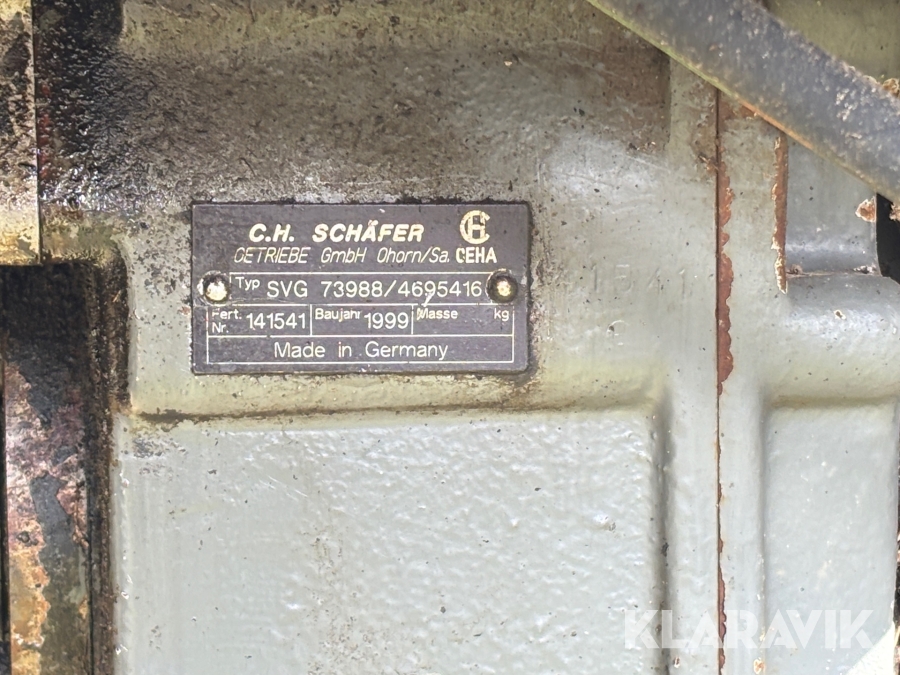 C.H. SCHÄFER
GETRIEBE GmbH Ohorn/Sa. CEHA
Typ SVG 73988/4695416
Fert. Nr. 141541 Baujahr 1999 Masse kg
Made in Germany
KLARAVIK